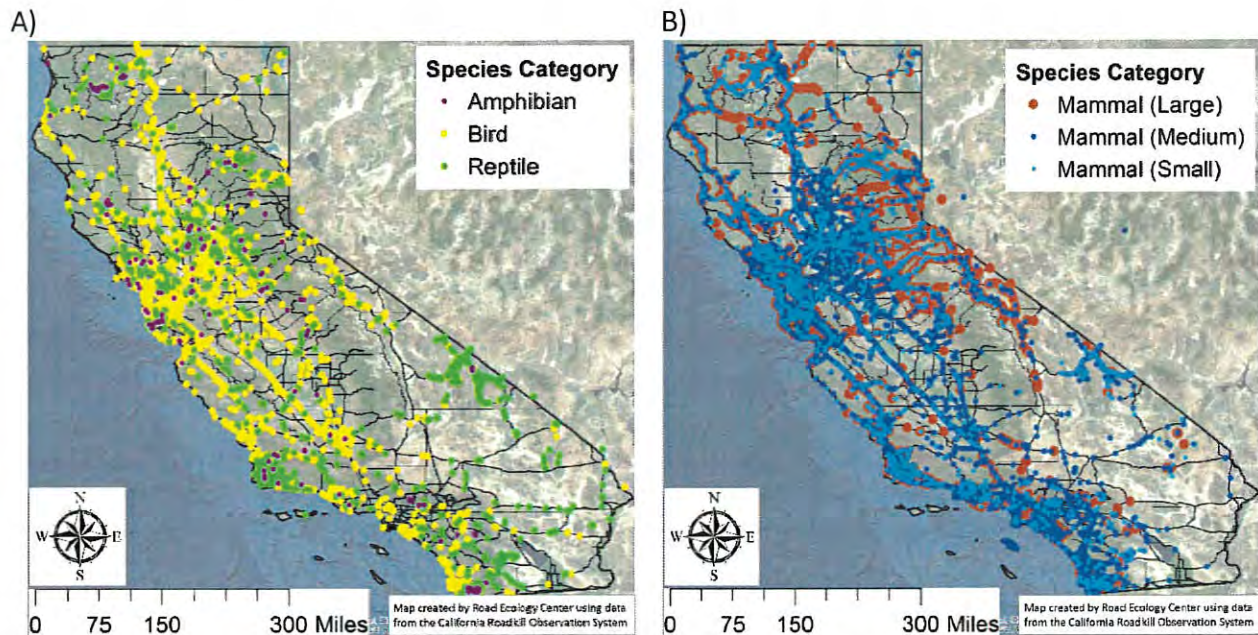 A)
Species Category
Amphibian
Bird
Reptile
N
W E
S
0 75 150 300 Miles
Map created by Road Ecology Center using data
from the California Roadkill Observation System
B)
Species Category
Mammal (Large)
Mammal (Medium)
Mammal (Small)
N
W E
S
0 75 150 300 Miles
Map created by Road Ecology Center using data
from the California Roadkill Observation System